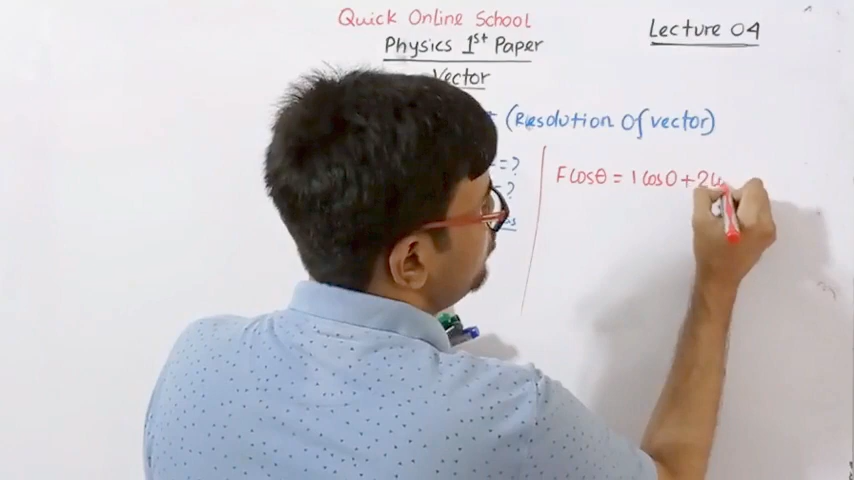 Quick Online School
Lecture 04
Physics 1st Paper
Vector
(Resolution of vector)
=?
=?
Fcosθ = 1 cos0+2